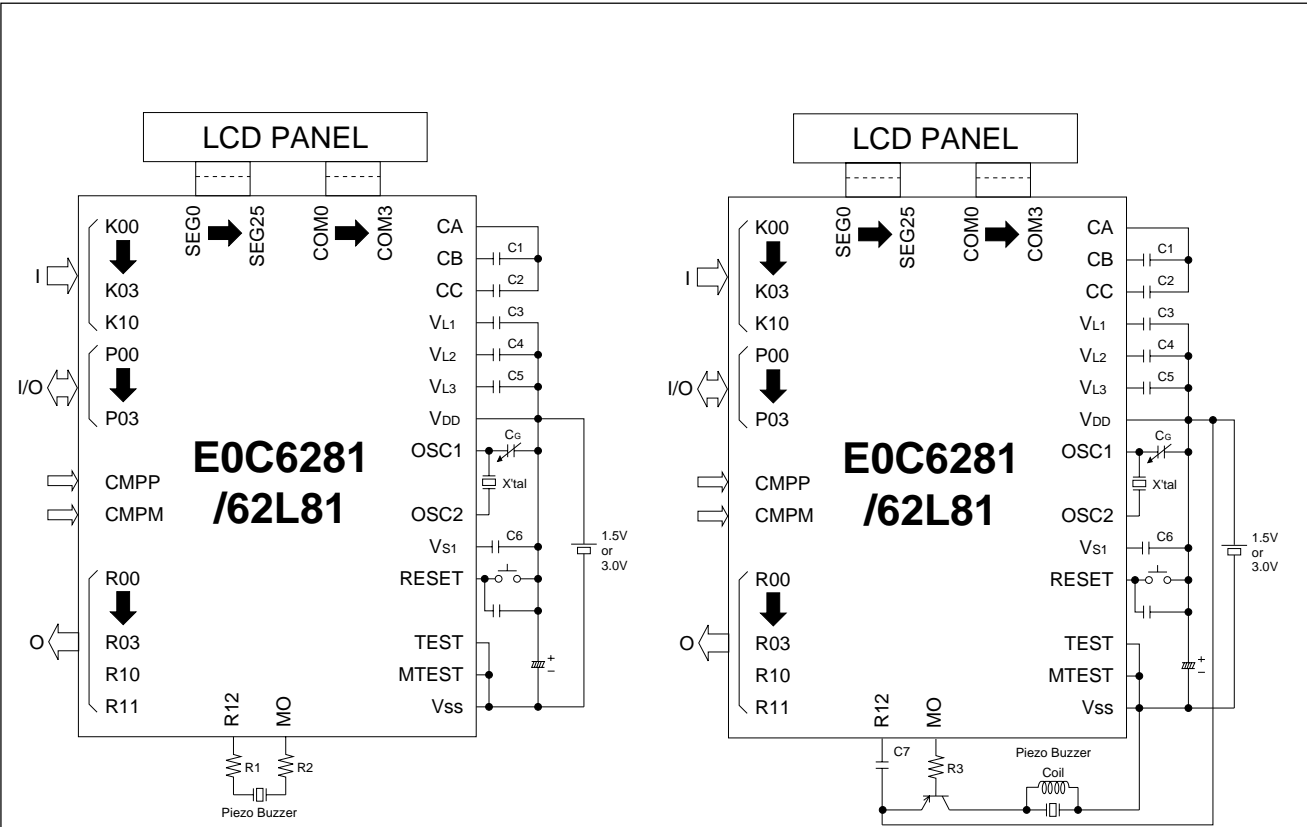 LCD PANEL
SEG0
SEG25
COM0
COM3
K00
K03
K10
P00
P03
CMPP
CMPM
R00
R03
R10
R11
I
I/O
O
E0C6281
/62L81
CA
CB
CC
VL1
VL2
VL3
VDD
OSC1
OSC2
VS1
RESET
TEST
MTEST
Vss
C1
C2
C3
C4
C5
CG
X'tal
C6
+
–
1.5V
or
3.0V
R12
MO
R1
R2
Piezo Buzzer
LCD PANEL
SEG0
SEG25
COM0
COM3
K00
K03
K10
P00
P03
CMPP
CMPM
R00
R03
R10
R11
I
I/O
O
E0C6281
/62L81
CA
CB
CC
VL1
VL2
VL3
VDD
OSC1
OSC2
VS1
RESET
TEST
MTEST
Vss
C1
C2
C3
C4
C5
CG
X'tal
C6
+
–
1.5V
or
3.0V
R12
MO
C7
R3
Piezo Buzzer
Coil